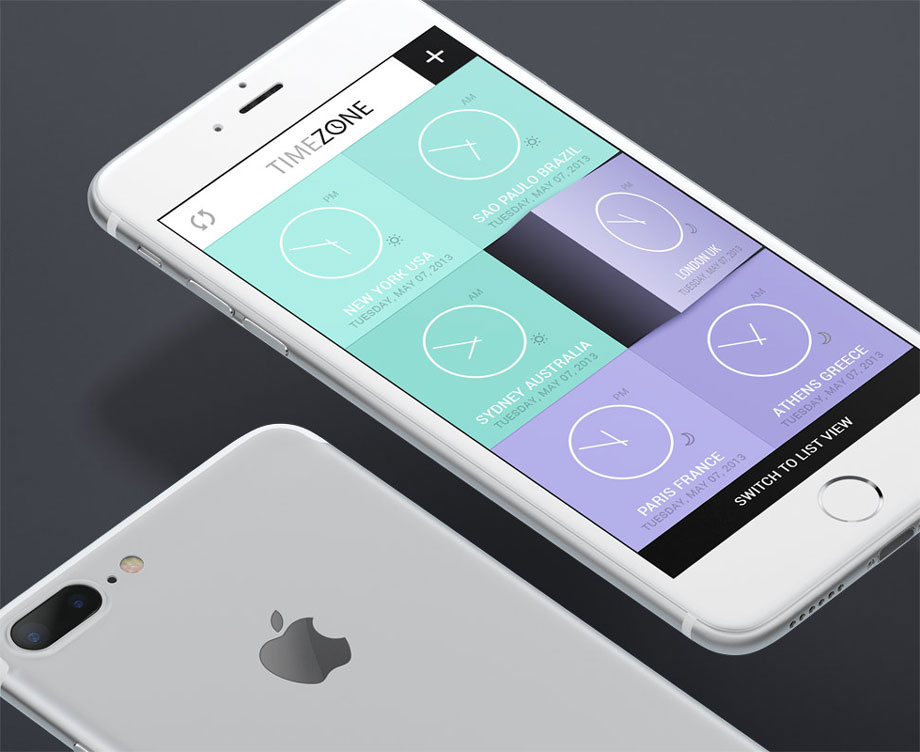 +
TIMEZONE
AM
SAO PAULO BRAZIL
TUESDAY, MAY 07, 2013
PM
NEW YORK USA
TUESDAY, MAY 07, 2013
PM
LONDON UK
TUESDAY, MAY 07, 2013
AM
SYDNEY AUSTRALIA
TUESDAY, MAY 07, 2013
AM
ATHENS GREECE
TUESDAY, MAY 07, 2013
PM
PARIS FRANCE
TUESDAY, MAY 07, 2013
SWITCH TO LIST VIEW